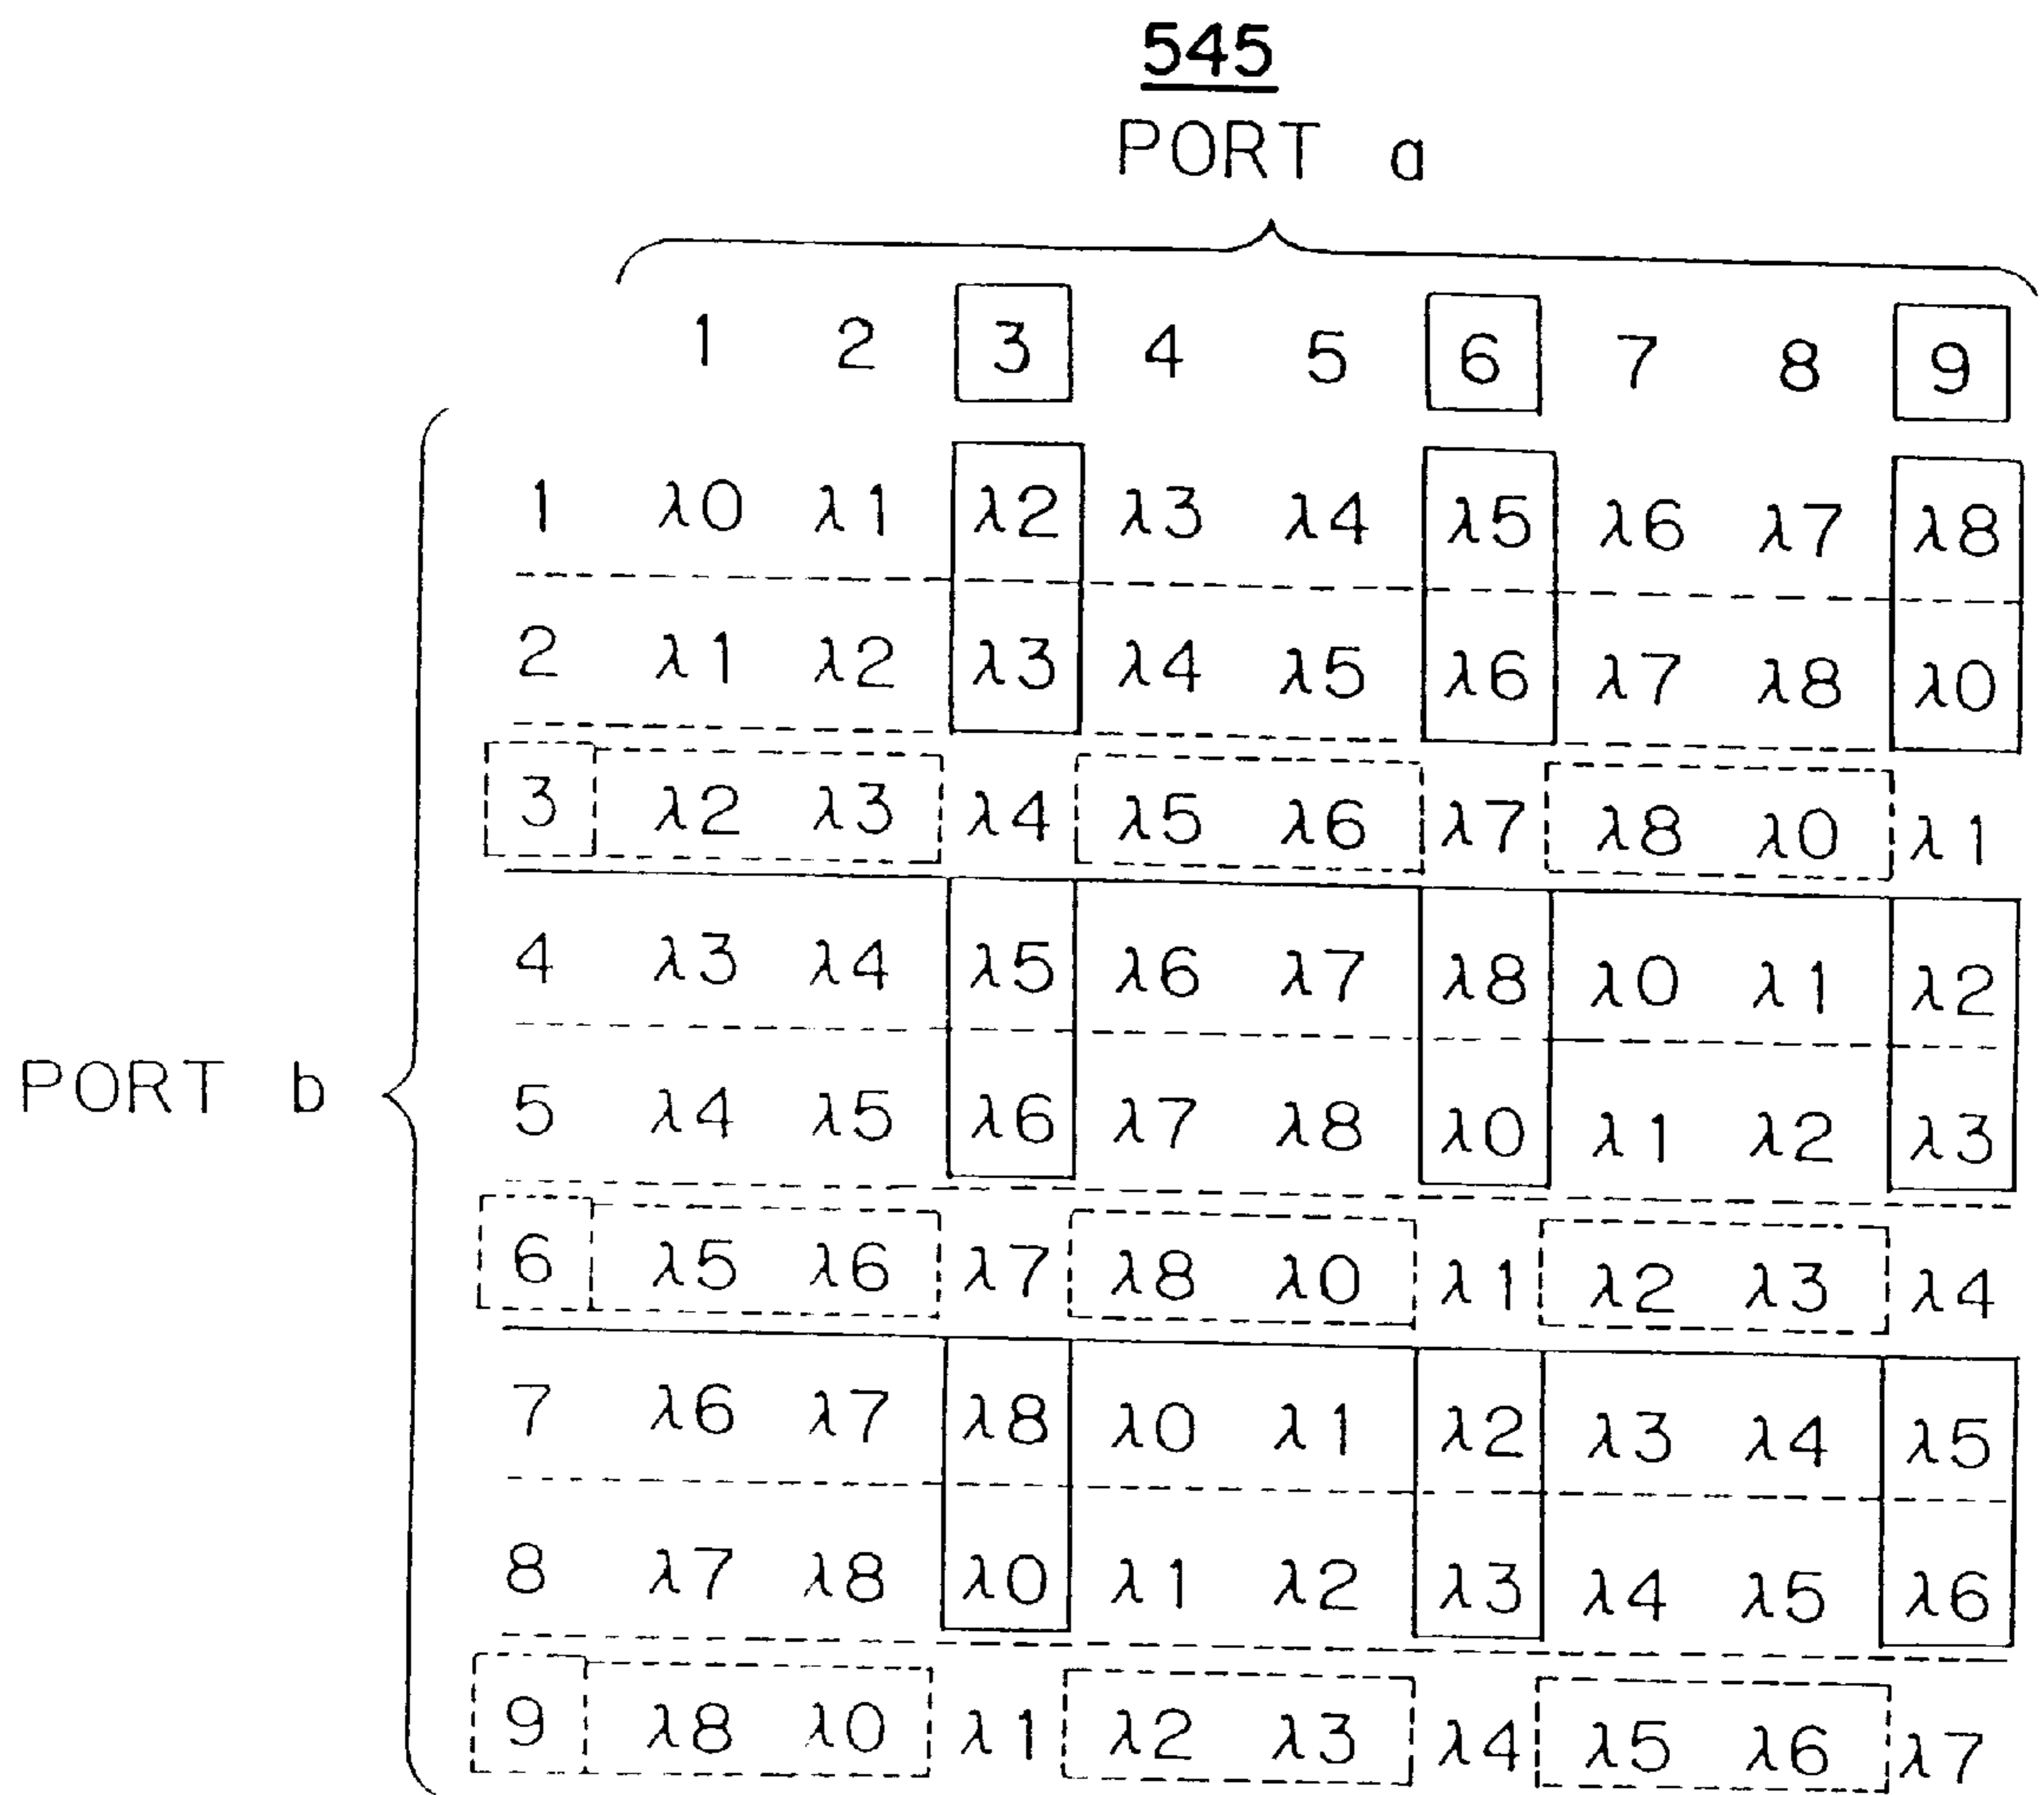 545
PORT a
1 2 3 4 5 6 7 8 9
1 λ0 λ1 λ2 λ3 λ4 λ5 λ6 λ7 λ8
2 λ1 λ2 λ3 λ4 λ5 λ6 λ7 λ8 λ0
3 λ2 λ3 λ4 λ5 λ6 λ7 λ8 λ0 λ1
4 λ3 λ4 λ5 λ6 λ7 λ8 λ0 λ1 λ2
PORT b
5 λ4 λ5 λ6 λ7 λ8 λ0 λ1 λ2 λ3
6 λ5 λ6 λ7 λ8 λ0 λ1 λ2 λ3 λ4
7 λ6 λ7 λ8 λ0 λ1 λ2 λ3 λ4 λ5
8 λ7 λ8 λ0 λ1 λ2 λ3 λ4 λ5 λ6
9 λ8 λ0 λ1 λ2 λ3 λ4 λ5 λ6 λ7